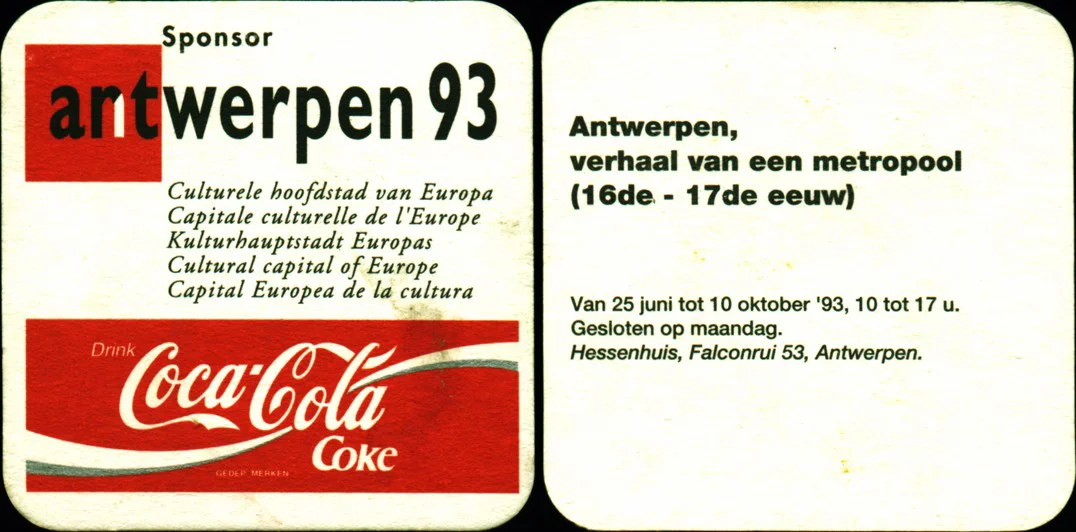 Sponsor
antwerpen 93
Culturele hoofdstad van Europa
Capitale culturelle de l'Europe
Kulturhauptstadt Europas
Cultural capital of Europe
Capital Europea de la cultura
Drink
Coca-Cola
Coke
GEDEP. MERKEN
Antwerpen,
verhaal van een metropool
(16de - 17de eeuw)
Van 25 juni tot 10 oktober '93, 10 tot 17 u.
Gesloten op maandag.
Hessenhuis, Falconrui 53, Antwerpen.